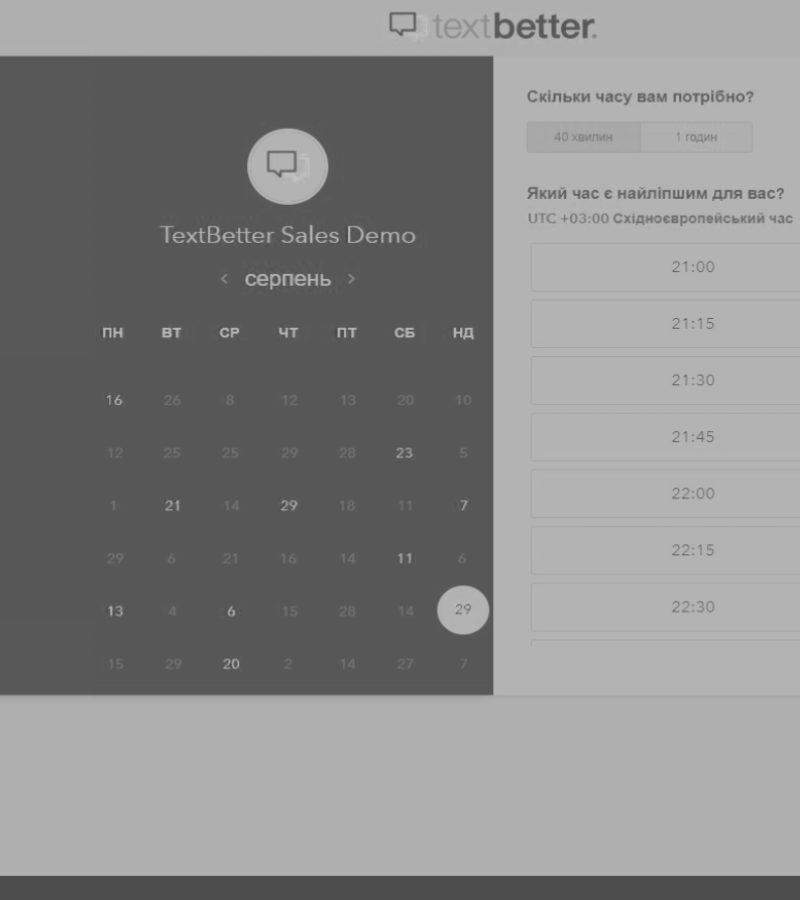 textbetter.
TextBetter Sales Demo
< серпень >
ПН ВТ СР ЧТ ПТ СБ НД
16 26 8 12 13 20 10
12 25 25 29 28 23 5
1 21 14 29 18 11 7
29 6 21 16 14 11 6
13 4 6 15 28 14 29
15 29 20 2 14 27 7
Скільки часу вам потрібно?
40 хвилин 1 годин
Який час є найліпшим для вас?
UTC +03:00 Східноєвропейський час
21:00
21:15
21:30
21:45
22:00
22:15
22:30